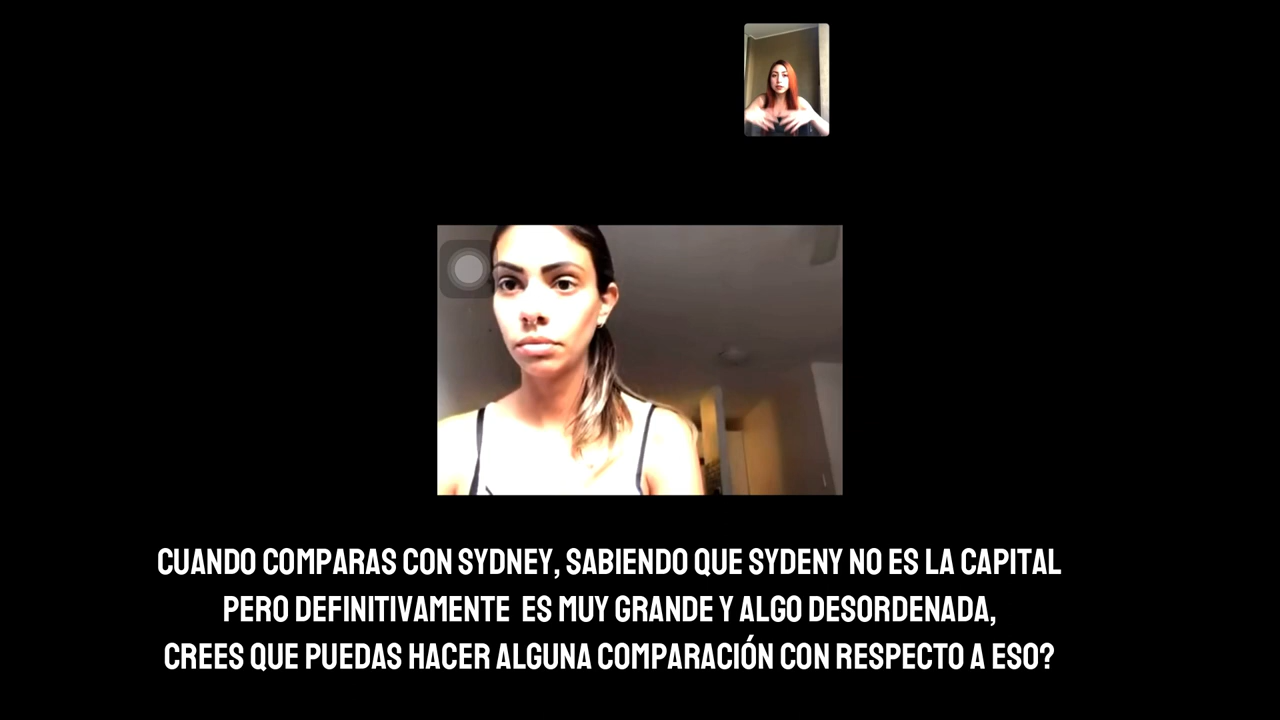 CUANDO COMPARAS CON SYDNEY, SABIENDO QUE SYDENY NO ES LA CAPITAL
PERO DEFINITIVAMENTE ES MUY GRANDE Y ALGO DESORDENADA,
CREES QUE PUEDAS HACER ALGUNA COMPARACIÓN CON RESPECTO A ESO?